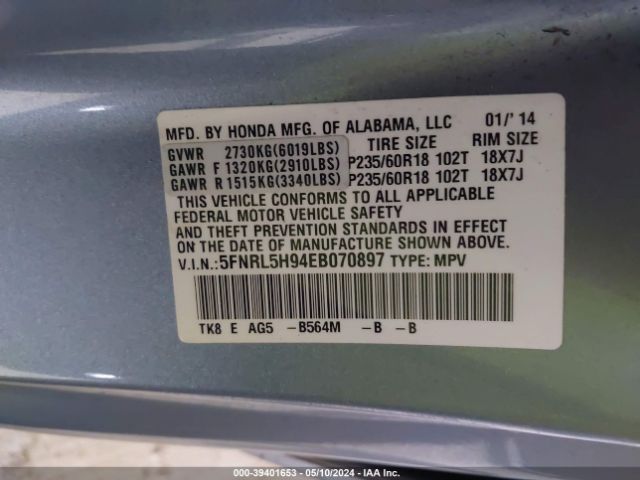 MFD. BY HONDA MFG. OF ALABAMA, LLC 01/'14
TIRE SIZE RIM SIZE
GVWR 2730KG(6019LBS)
GAWR F 1320KG(2910LBS) P235/60R18 102T 18X7J
GAWR R 1515KG(3340LBS) P235/60R18 102T 18X7J
THIS VEHICLE CONFORMS TO ALL APPLICABLE
FEDERAL MOTOR VEHICLE SAFETY
AND THEFT PREVENTION STANDARDS IN EFFECT
ON THE DATE OF MANUFACTURE SHOWN ABOVE.
V.I.N.:5FNRL5H94EB070897 TYPE: MPV
TK8 E AG5 -B564M -B -B
000-39401653 - 05/10/2024 - IAA Inc.